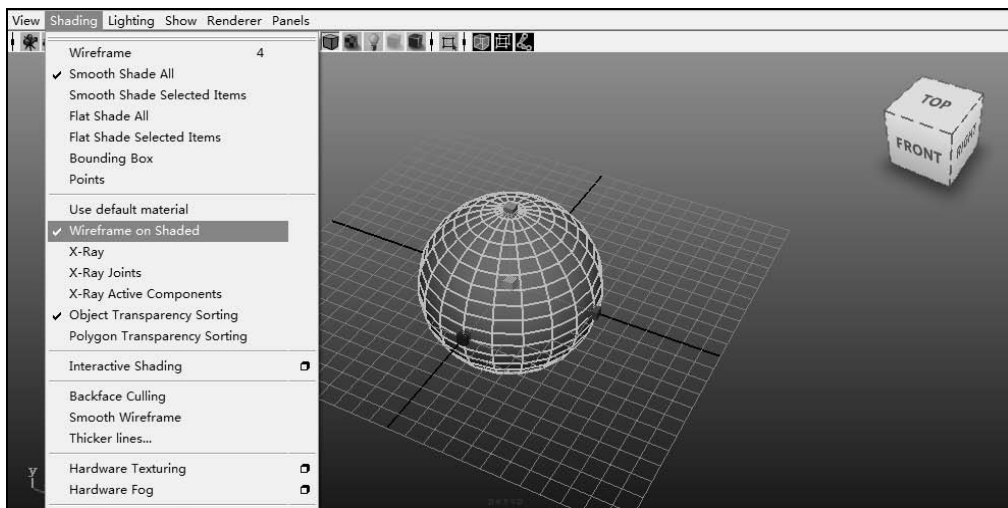 View Shading Lighting Show Renderer Panels
Wireframe 4
Smooth Shade All
Smooth Shade Selected Items
Flat Shade All
Flat Shade Selected Items
Bounding Box
Points
Use default material
Wireframe on Shaded
X-Ray
X-Ray Joints
X-Ray Active Components
Object Transparency Sorting
Polygon Transparency Sorting
Interactive Shading
Backface Culling
Smooth Wireframe
Thicker lines...
Hardware Texturing
Hardware Fog
TOP
FRONT
RIGHT
y
persp